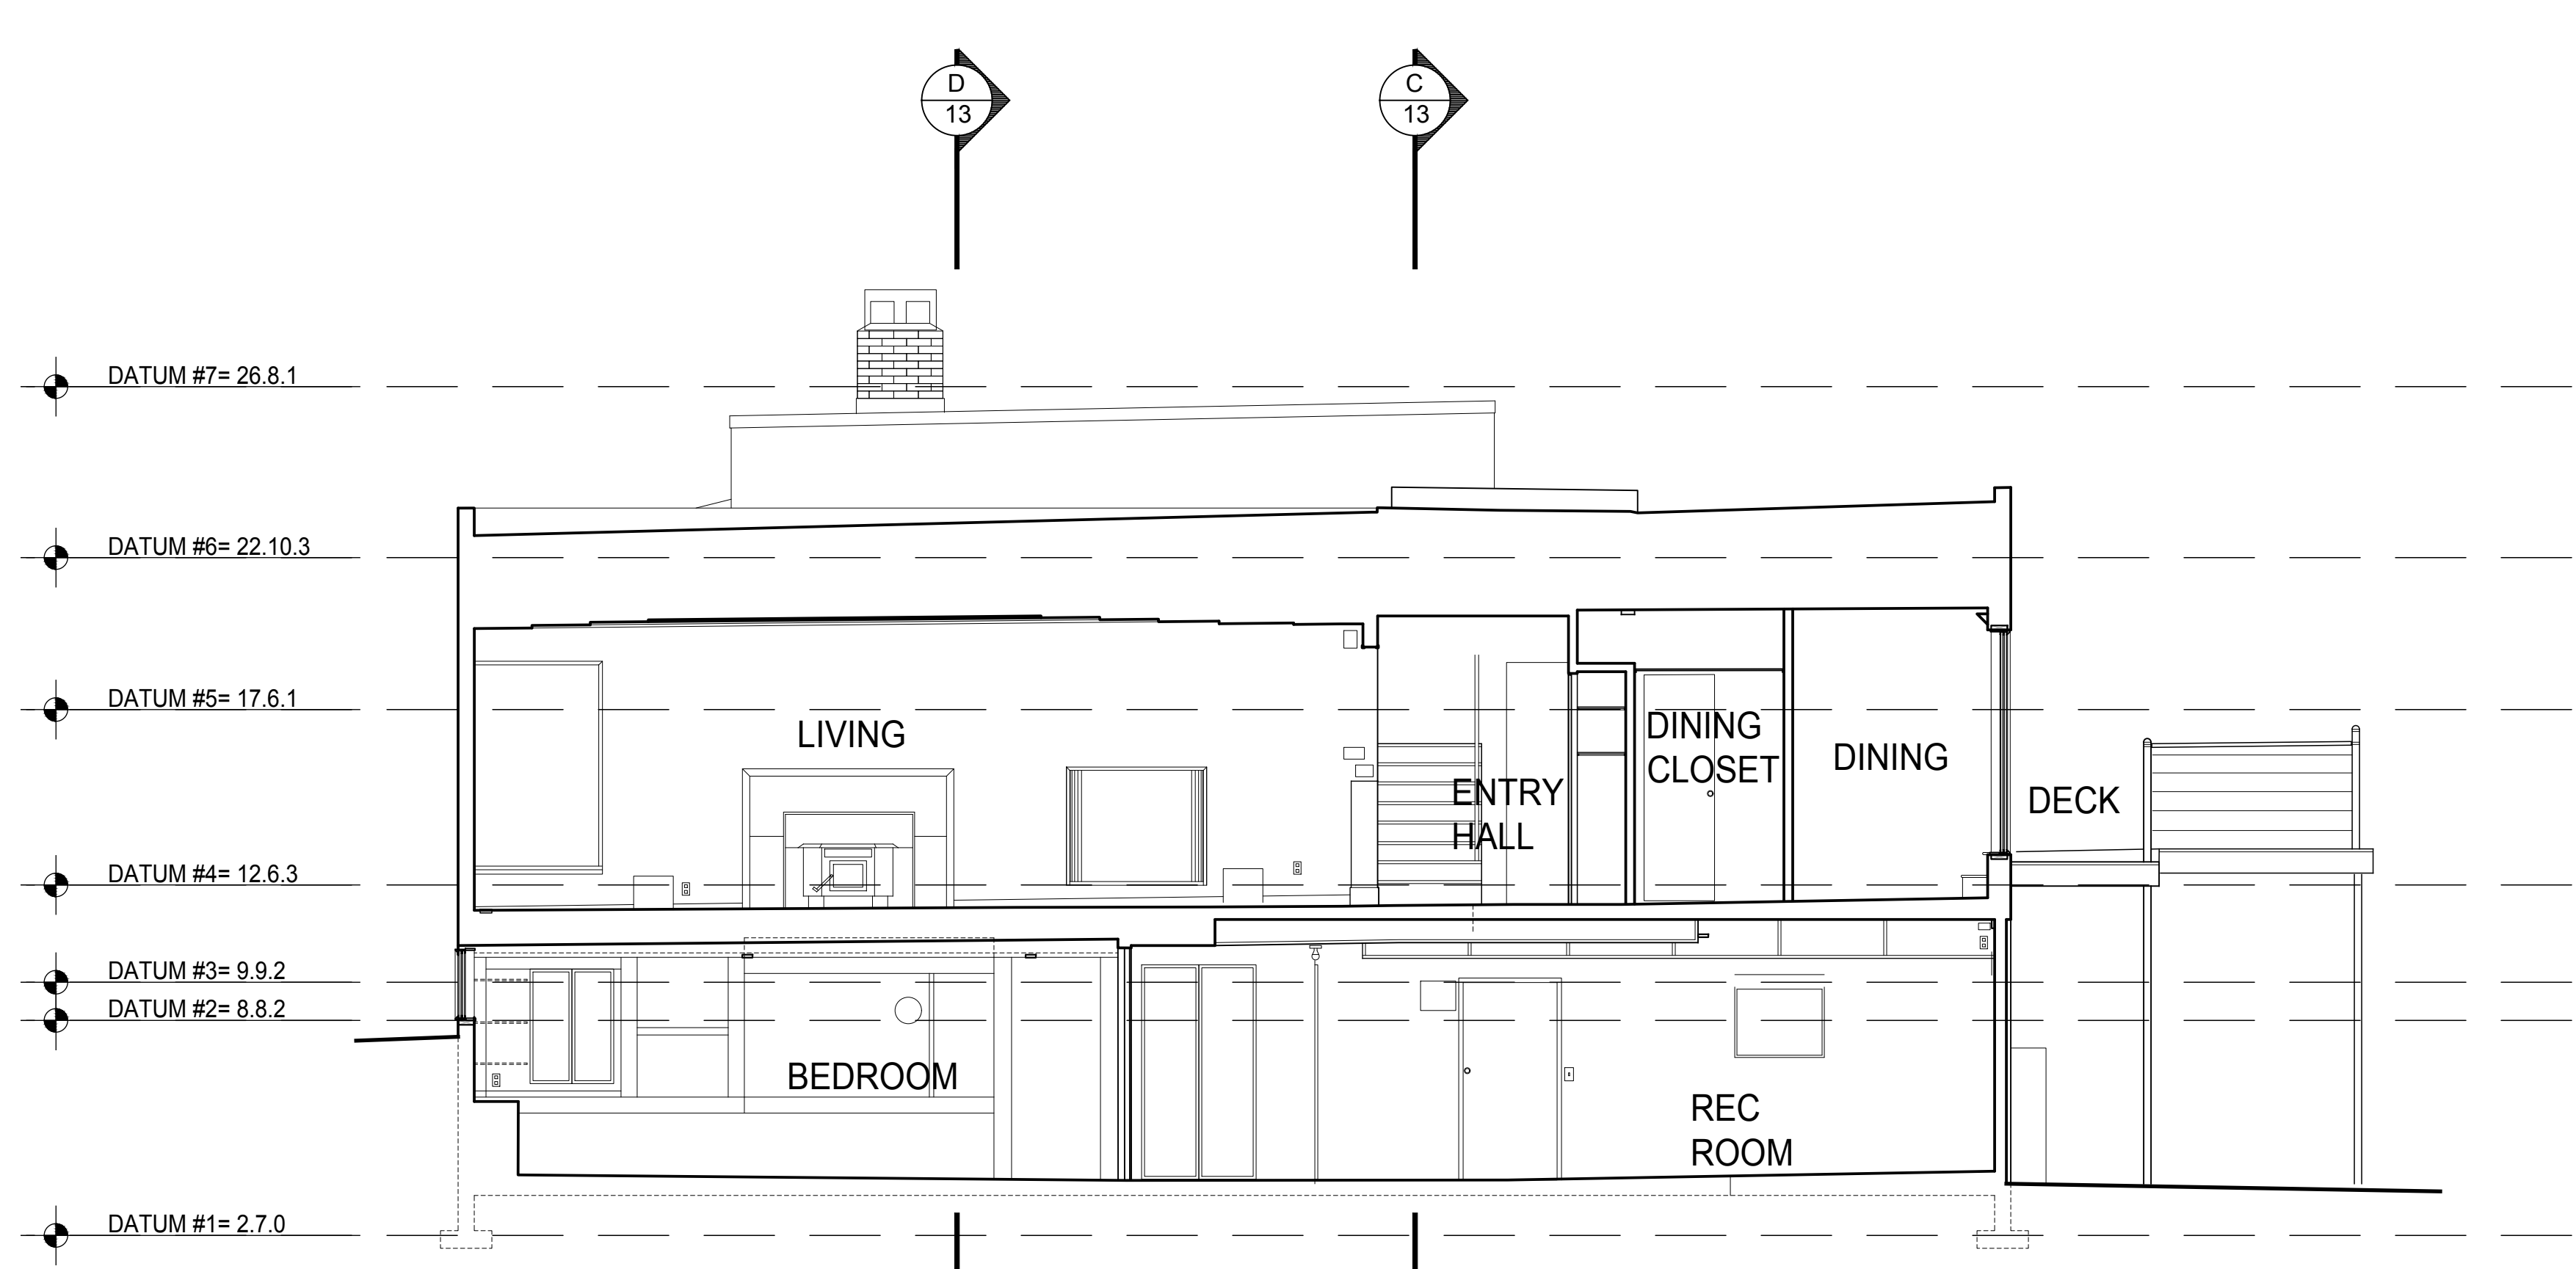 D
13
C
13
DATUM #7= 26.8.1
DATUM #6= 22.10.3
DATUM #5= 17.6.1
LIVING
DINING
CLOSET
DINING
ENTRY
HALL
DECK
DATUM #4= 12.6.3
DATUM #3= 9.9.2
DATUM #2= 8.8.2
BEDROOM
REC
ROOM
DATUM #1= 2.7.0